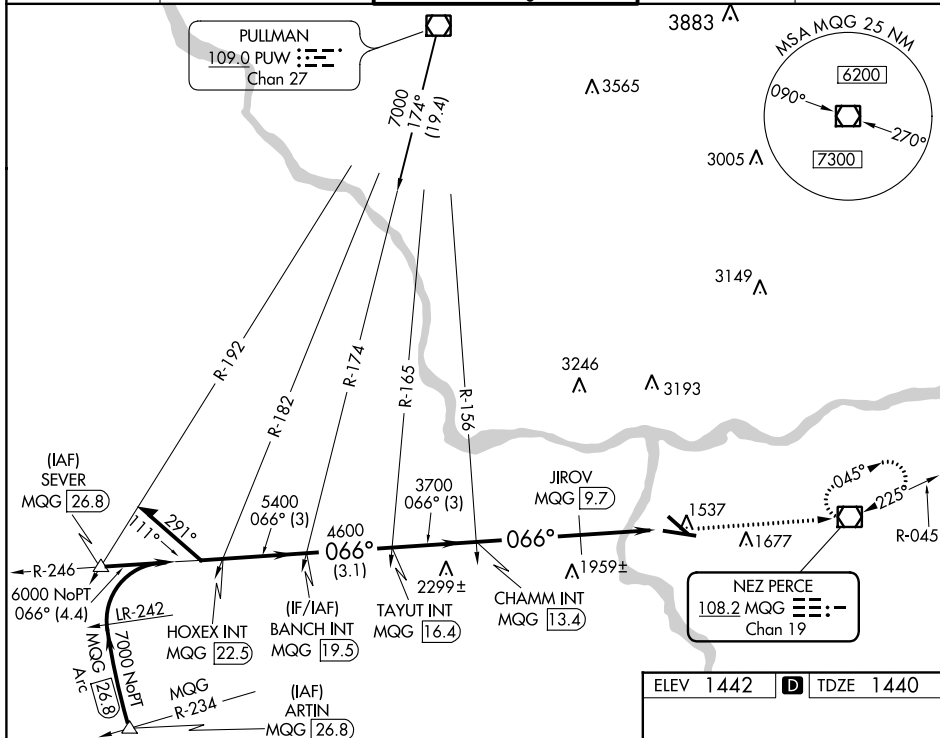 PULLMAN
109.0 PUW
Chan 27
7000
174°
(19.4)
3883
3565
3005
3149
3246
3193
MSA MQG 25 NM
6200
090°
270°
7300
R-192
R-182
R-174
R-165
R-156
(IAF)
SEVER
MQG 26.8
291°
111°
R-246
6000 NoPT
066° (4.4)
LR-242
7000 NoPT
MQG 26.8
Arc
MQG
R-234
(IAF)
ARTIN
MQG 26.8
5400
066° (3)
HOXEX INT
MQG 22.5
4600
066°
(3.1)
(IF/IAF)
BANCH INT
MQG 19.5
3700
066° (3)
TAYUT INT
MQG 16.4
2299±
066°
CHAMM INT
MQG 13.4
JIROV
MQG 9.7
1959±
1537
1677
045°
225°
R-045
NEZ PERCE
108.2 MQG
Chan 19
ELEV 1442 D TDZE 1440